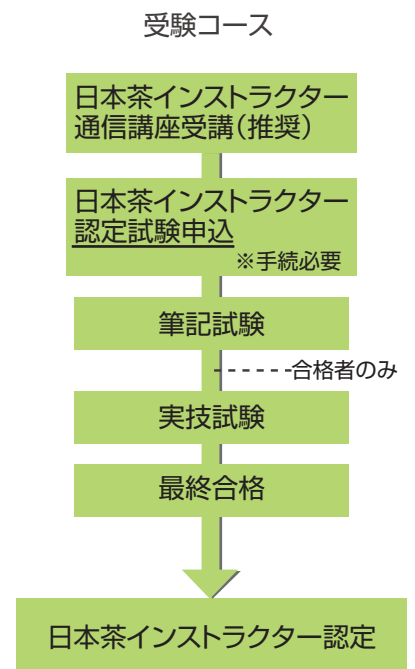 受験コース
日本茶インストラクター
通信講座受講（推奨）
日本茶インストラクター
認定試験申込
※手続必要
筆記試験
合格者のみ
実技試験
最終合格
日本茶インストラクター認定